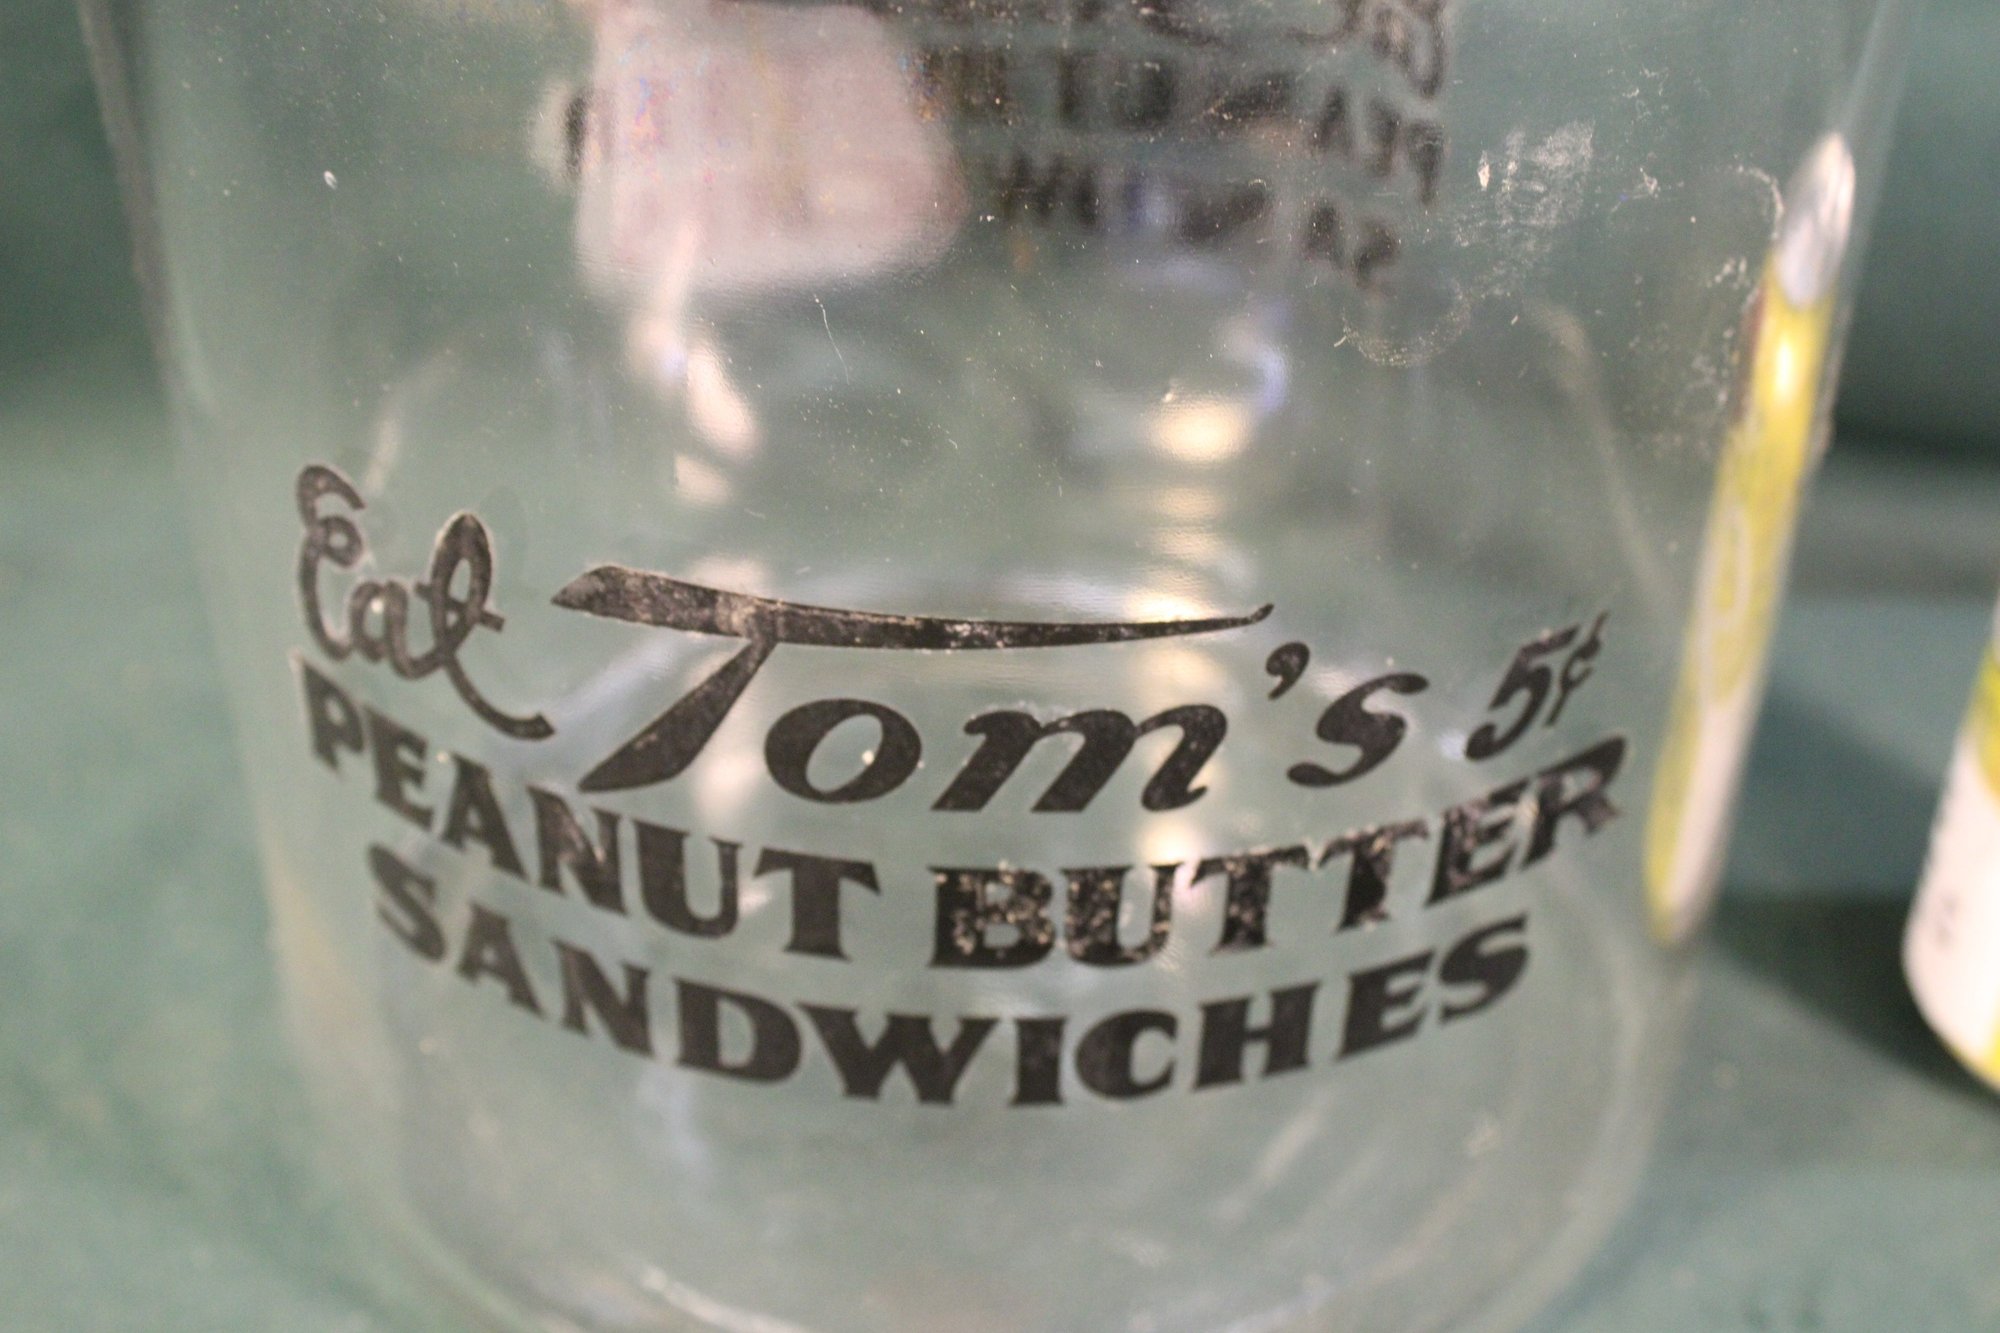 Eat Tom's 5¢
PEANUT BUTTER
SANDWICHES